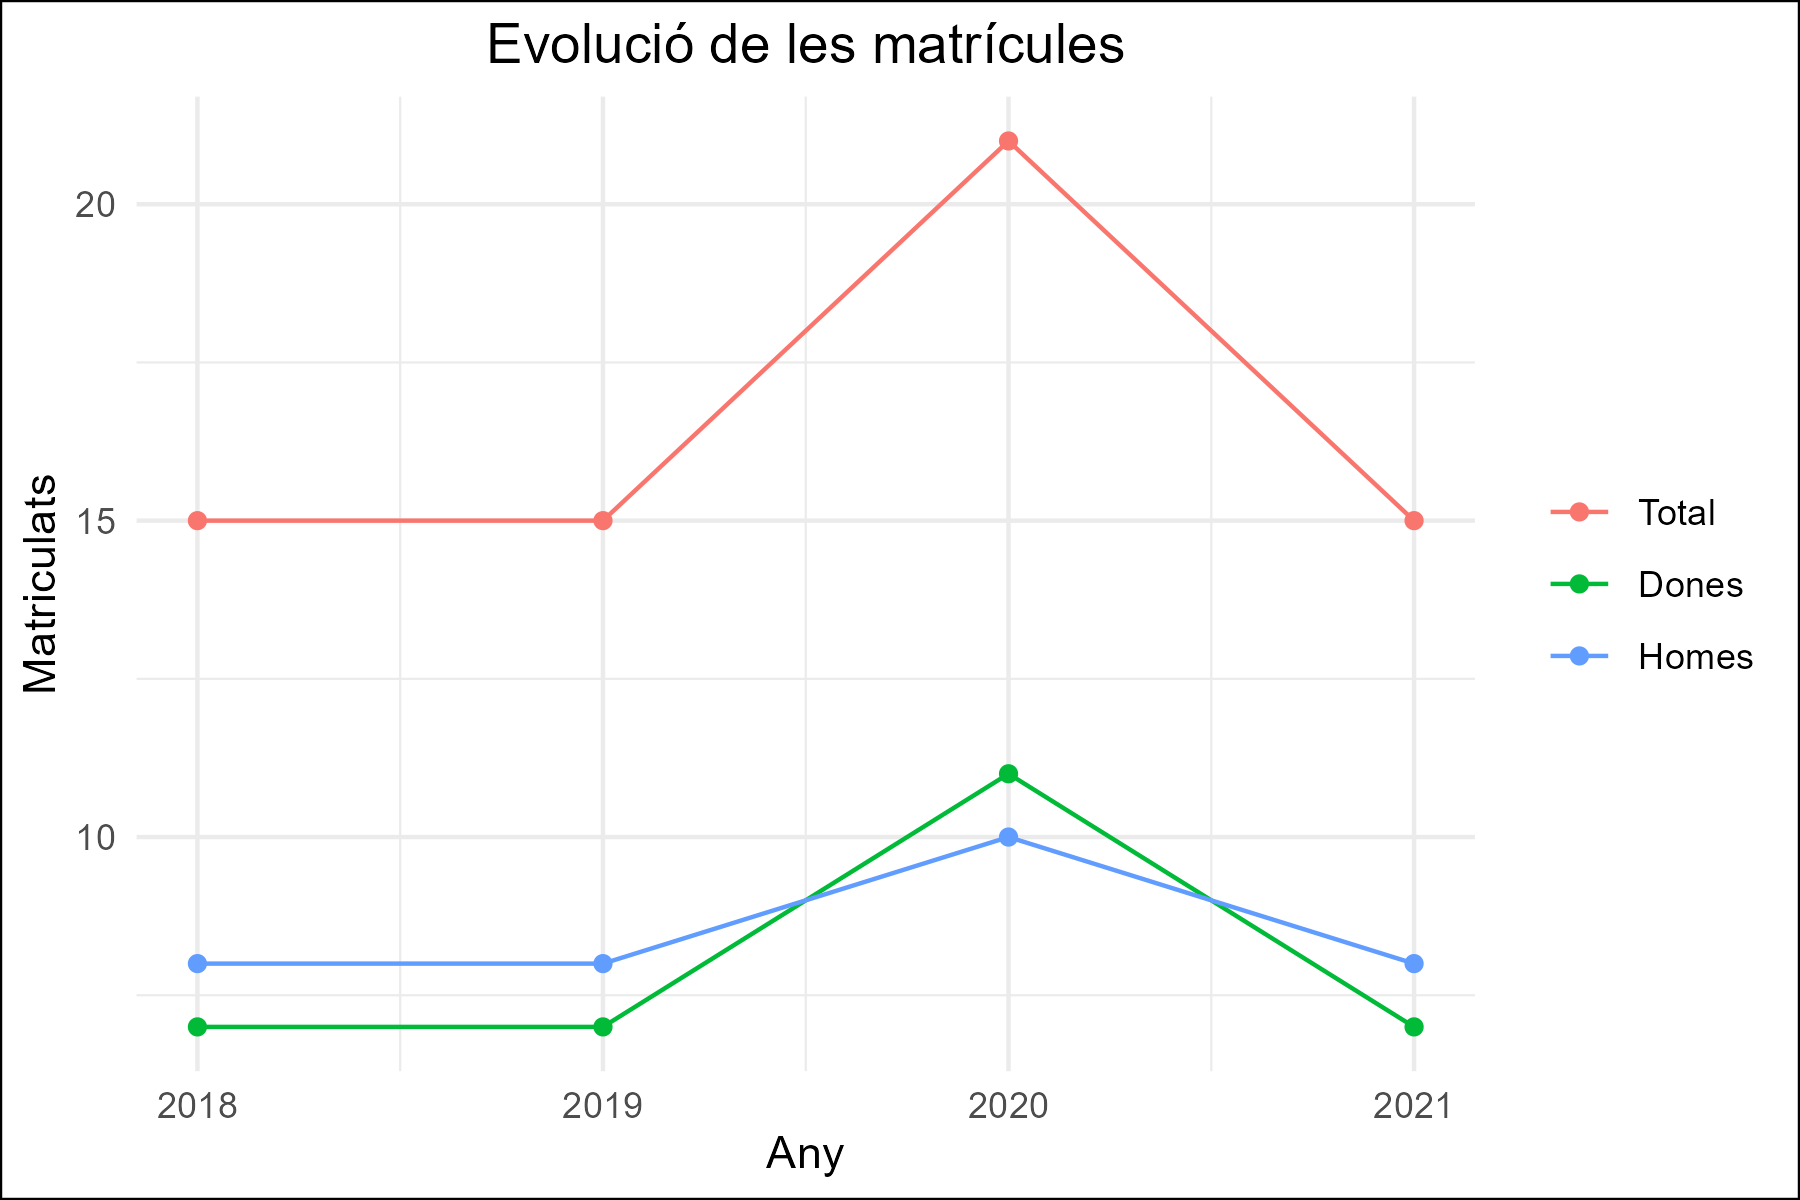 Evolució de les matrícules
Matriculats
20
15
10
2018
2019
2020
2021
Any
Total
Dones
Homes